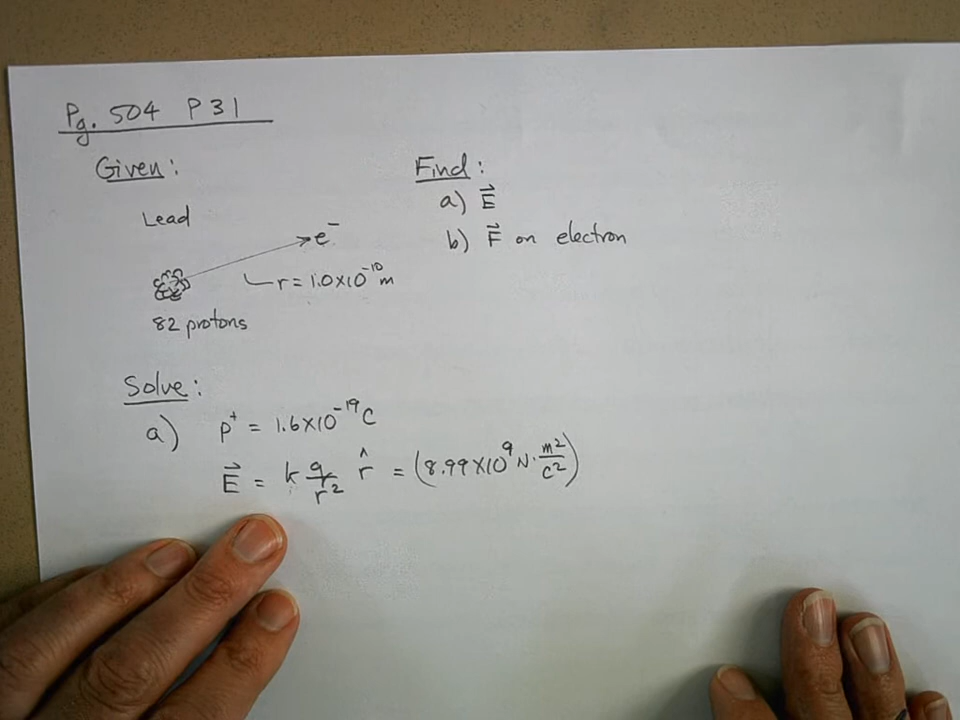 Pg. 504 P31
Given:
Lead
e⁻
r = 1.0×10⁻¹⁰ m
82 protons
Find:
a) E⃗
b) F⃗ on electron
Solve:
a) p⁺ = 1.6×10⁻¹⁹ C
E⃗ = k q/r² r̂ = (8.99×10⁹ N·m²/C²)